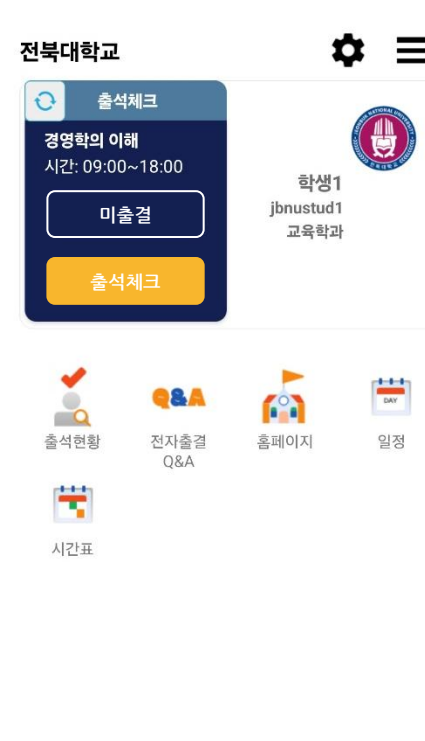 전북대학교
출석체크
경영학의 이해
시간: 09:00~18:00
미출결
출석체크
학생1
jbnustud1
교육학과
Q&A
DAY
출석현황
전자출결
Q&A
홈페이지
일정
시간표